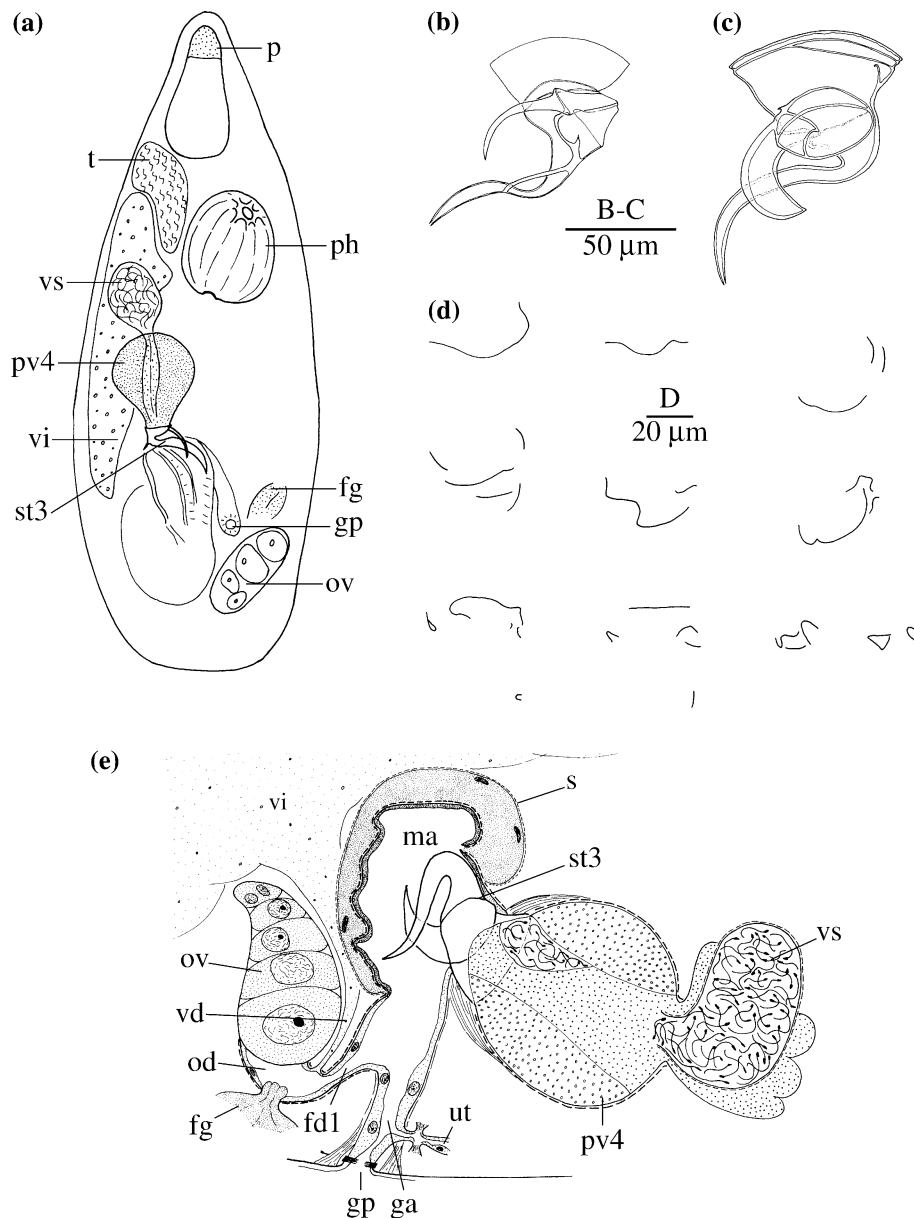 (a)
p
t
ph
vs
pv4
vi
st3
fg
gp
ov
(b)
(c)
B-C
50 µm
(d)
D
20 µm
(e)
vi
s
ma
st3
vs
ov
vd
od
fg
fd1
ut
pv4
gp
ga